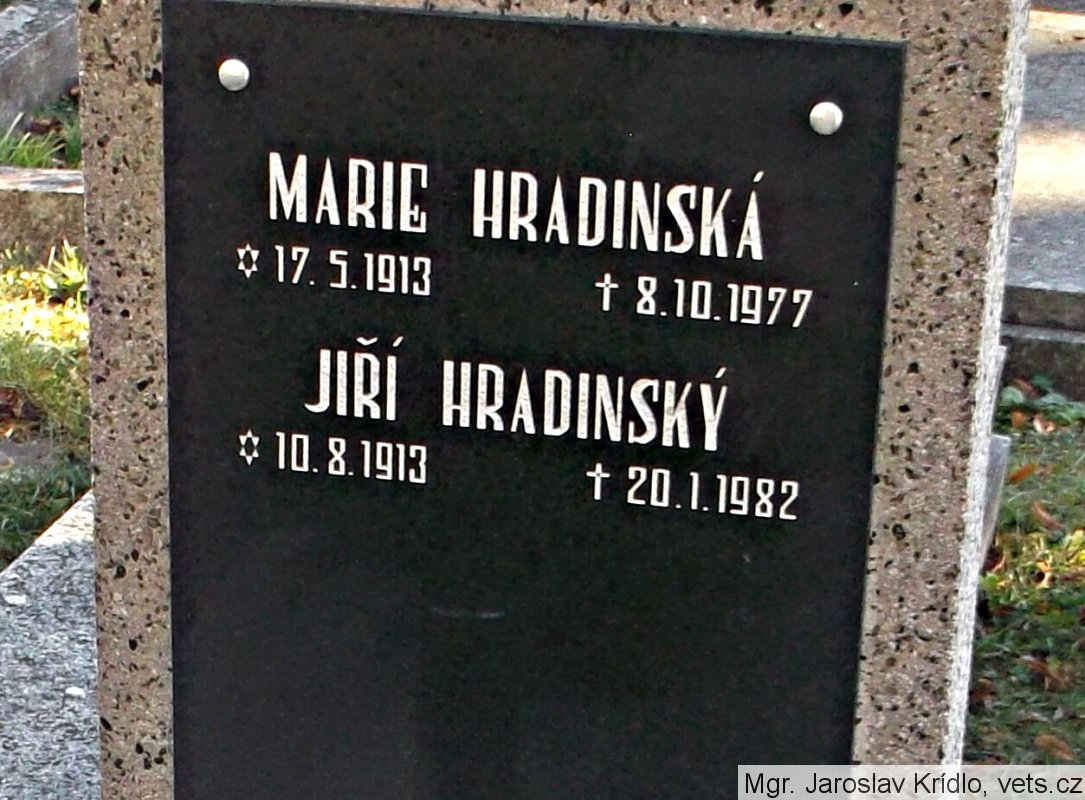 MARIE HRADINSKÁ
✡ 17. 5. 1913 † 8. 10. 1977
JIŘÍ HRADINSKÝ
✡ 10. 8. 1913 † 20. 1. 1982
Mgr. Jaroslav Krídlo, vets.cz